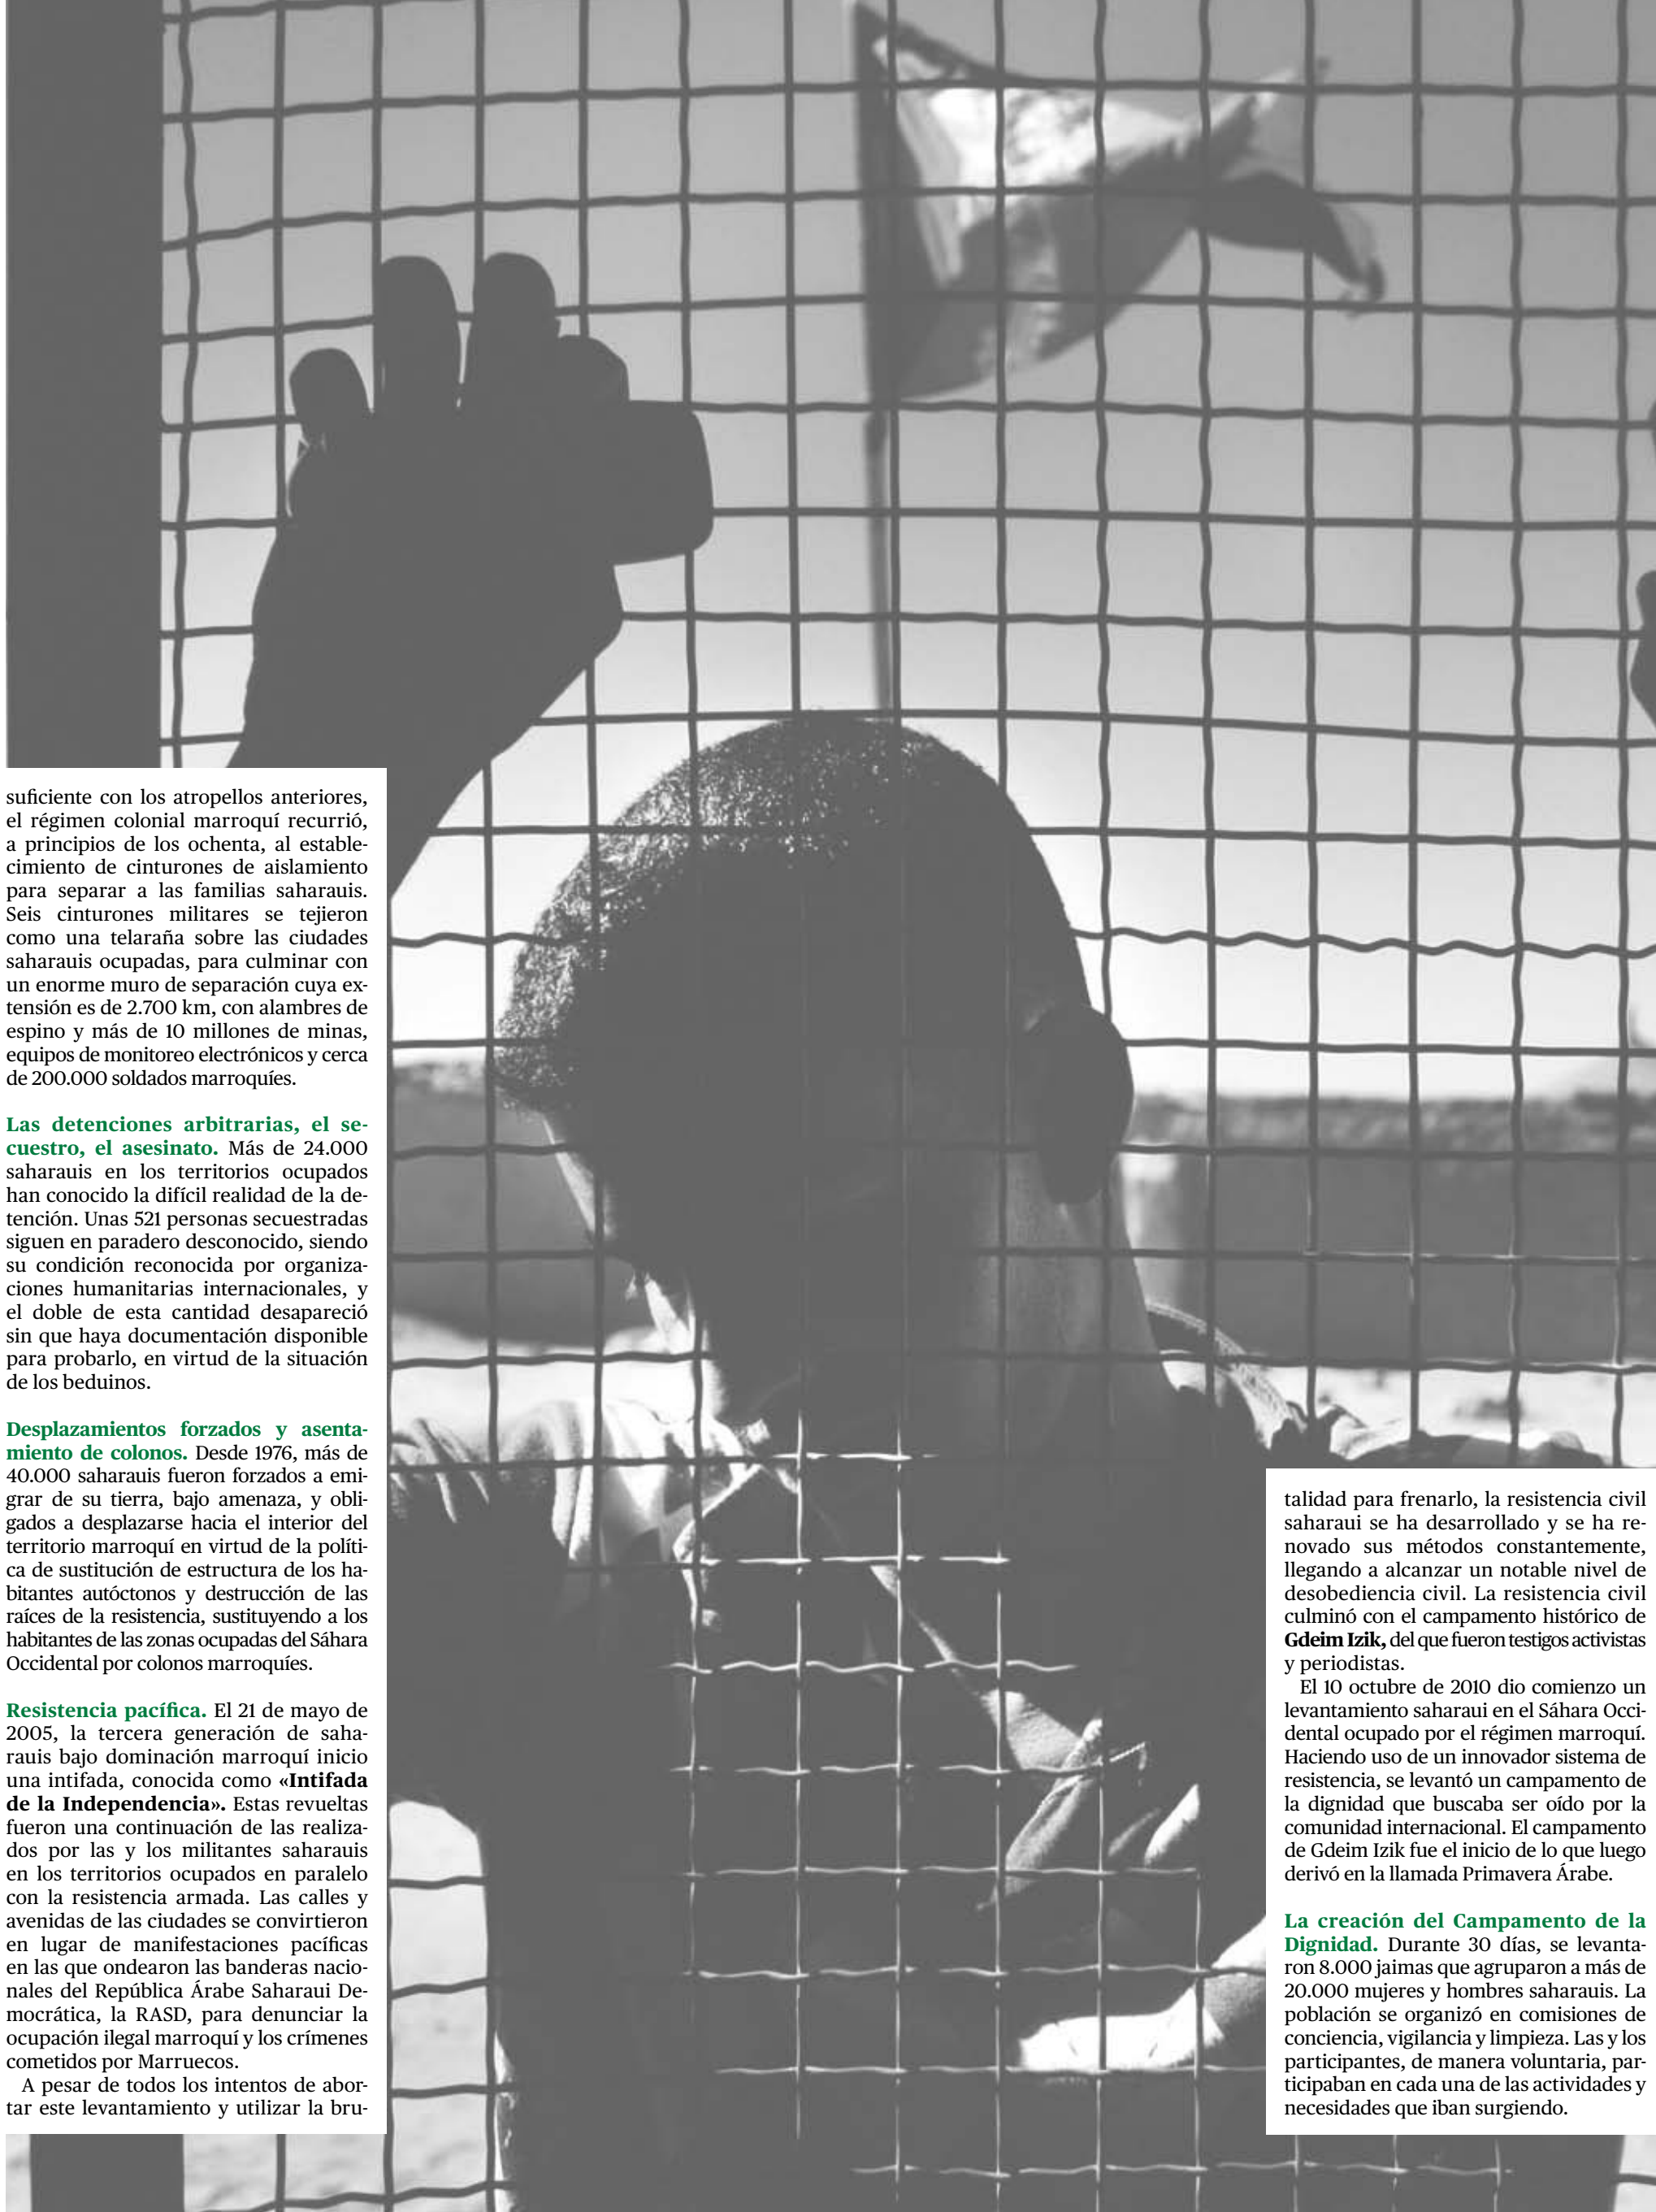 suficiente con los atropellos anteriores,
el régimen colonial marroquí recurrió,
a principios de los ochenta, al estable-
cimiento de cinturones de aislamiento
para separar a las familias saharauis.
Seis cinturones militares se tejieron
como una telaraña sobre las ciudades
saharauis ocupadas, para culminar con
un enorme muro de separación cuya ex-
tensión es de 2.700 km, con alambres de
espino y más de 10 millones de minas,
equipos de monitoreo electrónicos y cerca
de 200.000 soldados marroquíes.
Las detenciones arbitrarias, el se-
cuestro, el asesinato. Más de 24.000
saharauis en los territorios ocupados
han conocido la difícil realidad de la de-
tención. Unas 521 personas secuestradas
siguen en paradero desconocido, siendo
su condición reconocida por organiza-
ciones humanitarias internacionales, y
el doble de esta cantidad desapareció
sin que haya documentación disponible
para probarlo, en virtud de la situación
de los beduinos.
Desplazamientos forzados y asenta-
miento de colonos. Desde 1976, más de
40.000 saharauis fueron forzados a emi-
grar de su tierra, bajo amenaza, y obli-
gados a desplazarse hacia el interior del
territorio marroquí en virtud de la políti-
ca de sustitución de estructura de los ha-
bitantes autóctonos y destrucción de las
raíces de la resistencia, sustituyendo a los
habitantes de las zonas ocupadas del Sáhara
Occidental por colonos marroquíes.
Resistencia pacífica. El 21 de mayo de
2005, la tercera generación de saha-
rauis bajo dominación marroquí inicio
una intifada, conocida como «Intifada
de la Independencia». Estas revueltas
fueron una continuación de las realiza-
dos por las y los militantes saharauis
en los territorios ocupados en paralelo
con la resistencia armada. Las calles y
avenidas de las ciudades se convirtieron
en lugar de manifestaciones pacíficas
en las que ondearon las banderas nacio-
nales del República Árabe Saharaui De-
mocrática, la RASD, para denunciar la
ocupación ilegal marroquí y los crímenes
cometidos por Marruecos.
A pesar de todos los intentos de abor-
tar este levantamiento y utilizar la bru-
talidad para frenarlo, la resistencia civil
saharaui se ha desarrollado y se ha re-
novado sus métodos constantemente,
llegando a alcanzar un notable nivel de
desobediencia civil. La resistencia civil
culminó con el campamento histórico de
Gdeim Izik, del que fueron testigos activistas
y periodistas.
El 10 octubre de 2010 dio comienzo un
levantamiento saharaui en el Sáhara Occi-
dental ocupado por el régimen marroquí.
Haciendo uso de un innovador sistema de
resistencia, se levantó un campamento de
la dignidad que buscaba ser oído por la
comunidad internacional. El campamento
de Gdeim Izik fue el inicio de lo que luego
derivó en la llamada Primavera Árabe.
La creación del Campamento de la
Dignidad. Durante 30 días, se levanta-
ron 8.000 jaimas que agruparon a más de
20.000 mujeres y hombres saharauis. La
población se organizó en comisiones de
conciencia, vigilancia y limpieza. Las y los
participantes, de manera voluntaria, par-
ticipaban en cada una de las actividades y
necesidades que iban surgiendo.